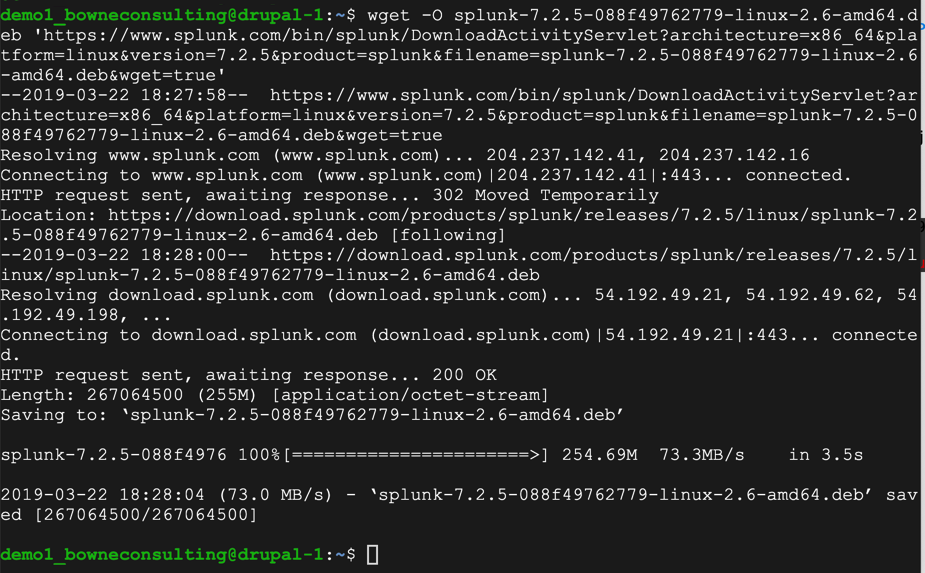 demo1_bowneconsulting@drupal-1:~$ wget -O splunk-7.2.5-088f49762779-linux-2.6-amd64.d
eb 'https://www.splunk.com/bin/splunk/DownloadActivityServlet?architecture=x86_64&pla
tform=linux&version=7.2.5&product=splunk&filename=splunk-7.2.5-088f49762779-linux-2.6
-amd64.deb&wget=true'
--2019-03-22 18:27:58--  https://www.splunk.com/bin/splunk/DownloadActivityServlet?ar
chitecture=x86_64&platform=linux&version=7.2.5&product=splunk&filename=splunk-7.2.5-0
88f49762779-linux-2.6-amd64.deb&wget=true
Resolving www.splunk.com (www.splunk.com)... 204.237.142.41, 204.237.142.16
Connecting to www.splunk.com (www.splunk.com)|204.237.142.41|:443... connected.
HTTP request sent, awaiting response... 302 Moved Temporarily
Location: https://download.splunk.com/products/splunk/releases/7.2.5/linux/splunk-7.2
.5-088f49762779-linux-2.6-amd64.deb [following]
--2019-03-22 18:28:00--  https://download.splunk.com/products/splunk/releases/7.2.5/l
inux/splunk-7.2.5-088f49762779-linux-2.6-amd64.deb
Resolving download.splunk.com (download.splunk.com)... 54.192.49.21, 54.192.49.62, 54
.192.49.198, ...
Connecting to download.splunk.com (download.splunk.com)|54.192.49.21|:443... connecte
d.
HTTP request sent, awaiting response... 200 OK
Length: 267064500 (255M) [application/octet-stream]
Saving to: ‘splunk-7.2.5-088f49762779-linux-2.6-amd64.deb’
splunk-7.2.5-088f4976 100%[======================>] 254.69M  73.3MB/s    in 3.5s
2019-03-22 18:28:04 (73.0 MB/s) - ‘splunk-7.2.5-088f49762779-linux-2.6-amd64.deb’ sav
ed [267064500/267064500]
demo1_bowneconsulting@drupal-1:~$